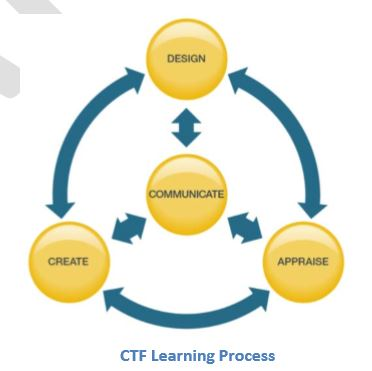 DESIGN
COMMUNICATE
CREATE
APPRAISE
CTF Learning Process